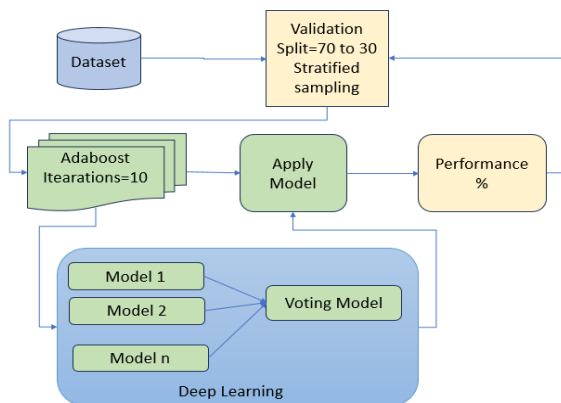 Dataset
Validation
Split=70 to 30
Stratified
sampling
Adaboost
Itearations=10
Apply
Model
Performance
%
Model 1
Model 2
Model n
Voting Model
Deep Learning